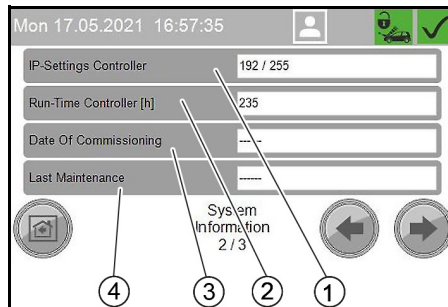 Mon 17.05.2021 16:57:35
IP-Settings Controller 192 / 255
Run-Time Controller [h] 235
Date Of Commissioning ------
Last Maintenance ------
System
Information
2 / 3
4 3 2 1